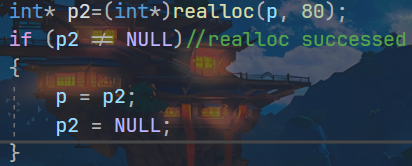 int* p2=(int*)realloc(p, 80);
if (p2 != NULL)//realloc successed
{
    p = p2;
    p2 = NULL;
}